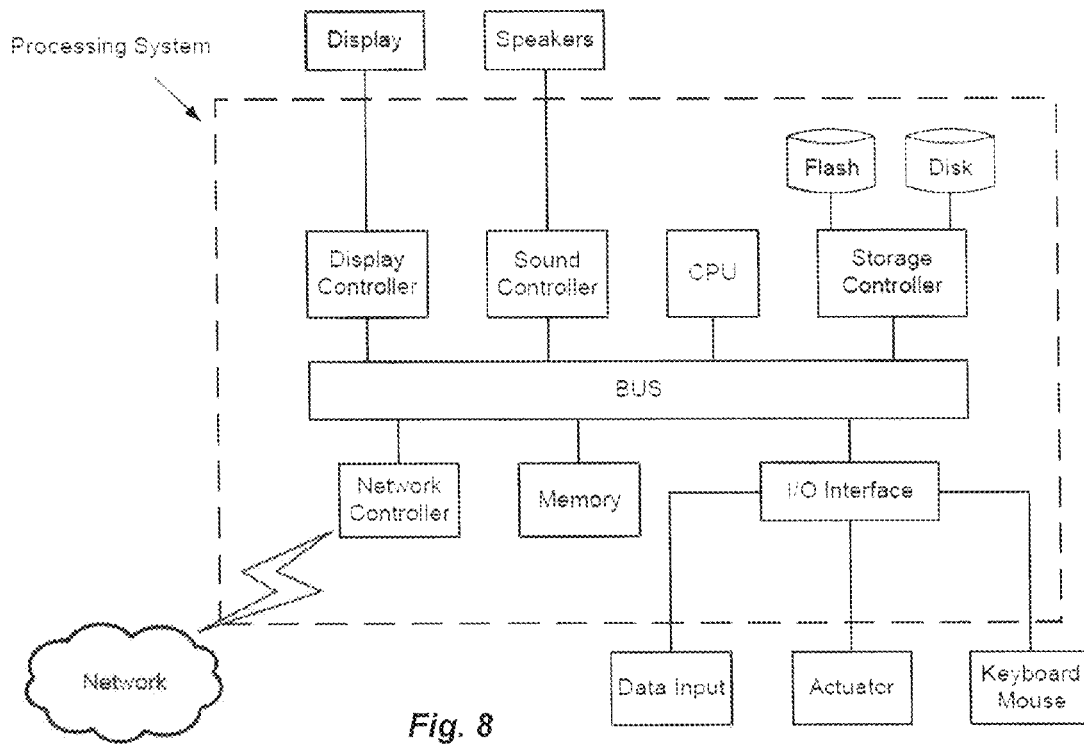 Processing System
Display
Speakers
Flash
Disk
Display
Controller
Sound
Controller
CPU
Storage
Controller
BUS
Network
Controller
Memory
I/O Interface
Network
Data Input
Actuator
Keyboard
Mouse
Fig. 8